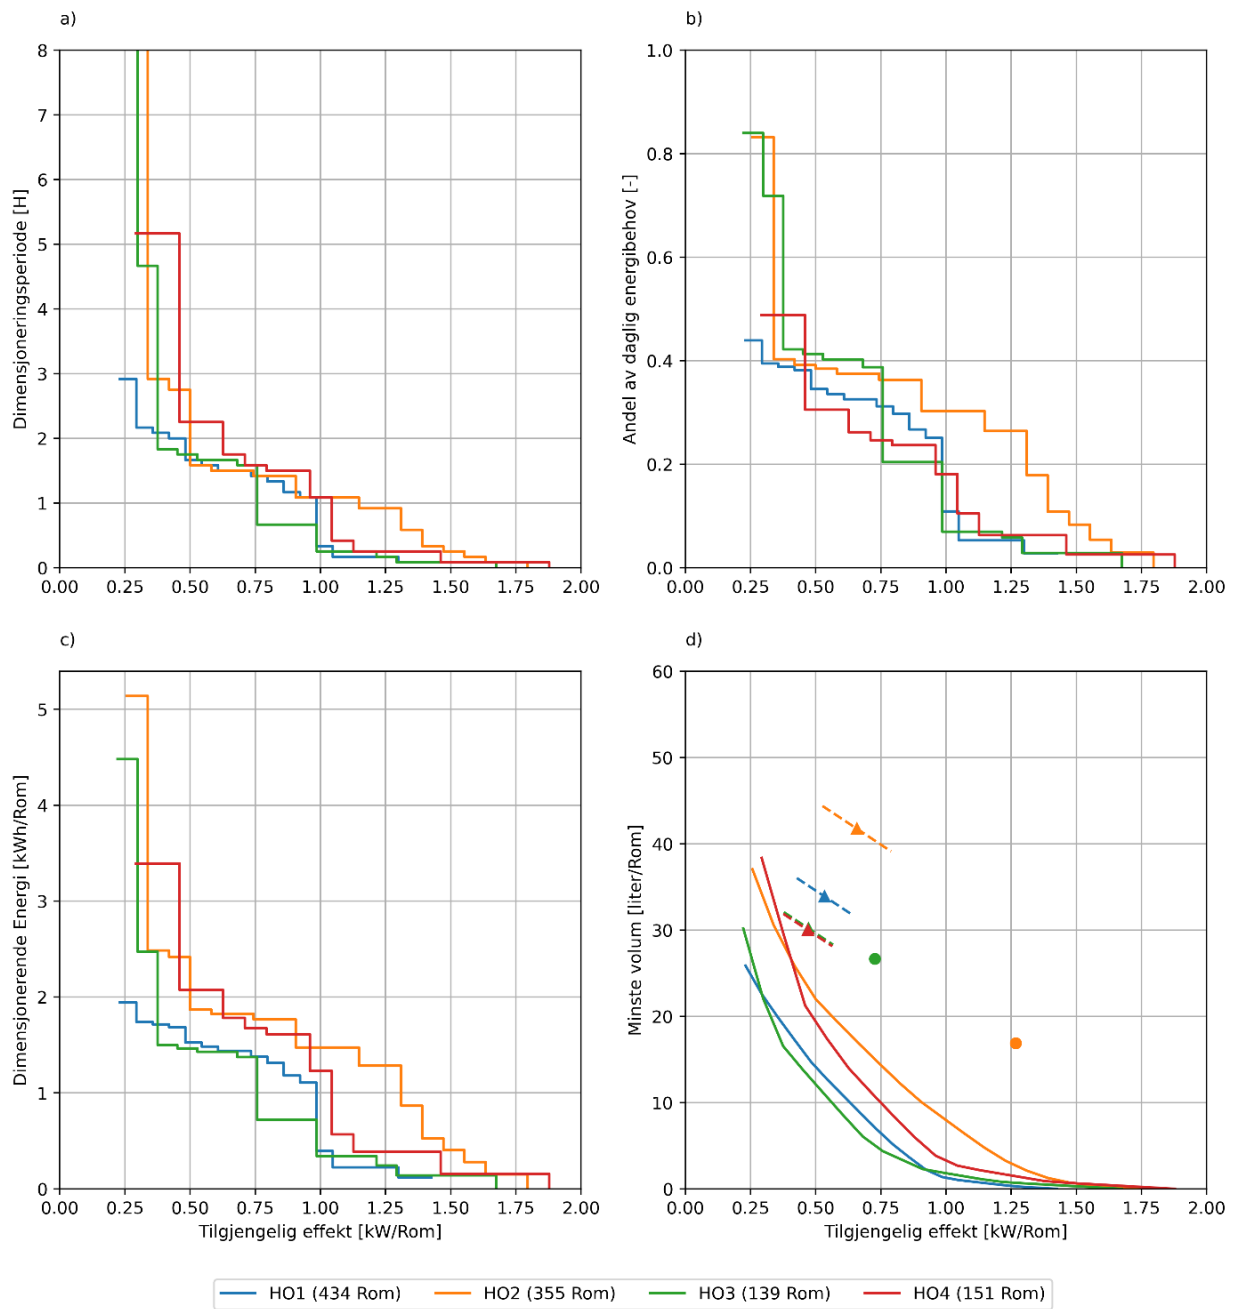 a)
8
7
6
5
4
3
2
1
0
Dimensjoneringsperiode [H]
0.00 0.25 0.50 0.75 1.00 1.25 1.50 1.75 2.00
b)
1.0
0.8
0.6
0.4
0.2
0.0
Andel av daglig energibehov [-]
0.00 0.25 0.50 0.75 1.00 1.25 1.50 1.75 2.00
c)
5
4
3
2
1
0
Dimensjonerende Energi [kWh/Rom]
0.00 0.25 0.50 0.75 1.00 1.25 1.50 1.75 2.00
Tilgjengelig effekt [kW/Rom]
d)
60
50
40
30
20
10
0
Minste volum [liter/Rom]
0.00 0.25 0.50 0.75 1.00 1.25 1.50 1.75 2.00
Tilgjengelig effekt [kW/Rom]
HO1 (434 Rom) HO2 (355 Rom) HO3 (139 Rom) HO4 (151 Rom)